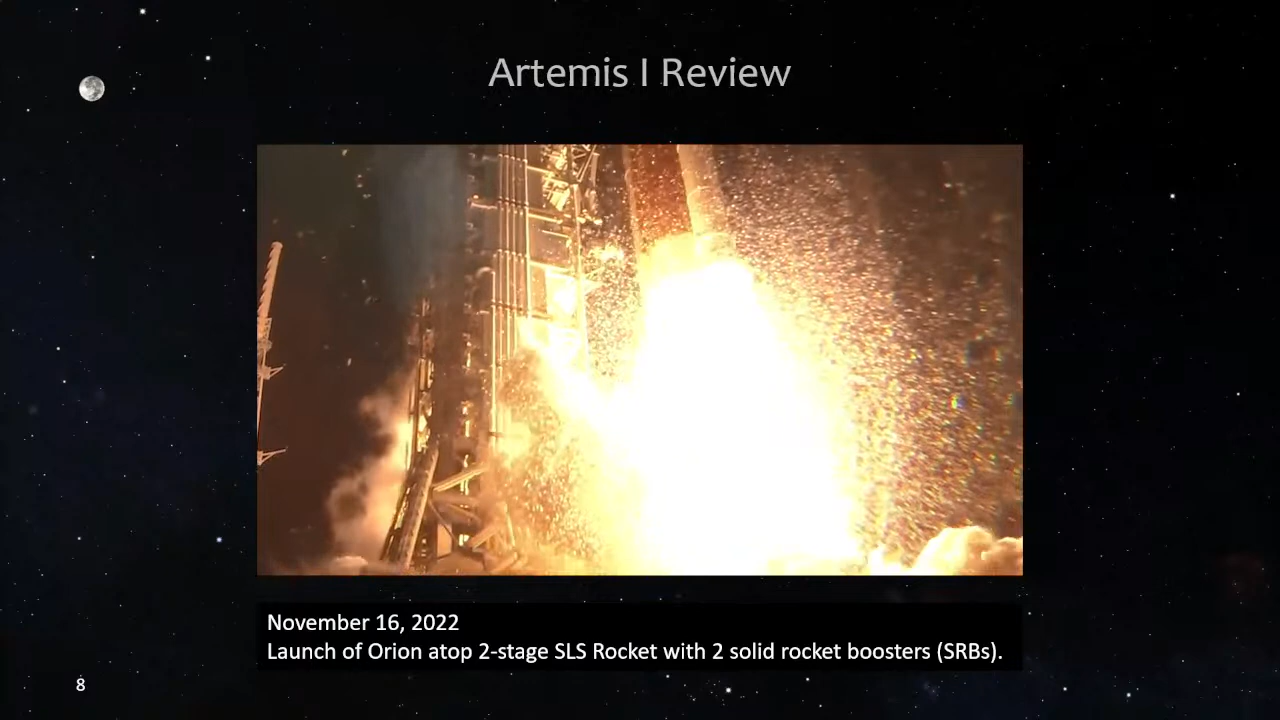 Artemis I Review
November 16, 2022
Launch of Orion atop 2-stage SLS Rocket with 2 solid rocket boosters (SRBs).
8